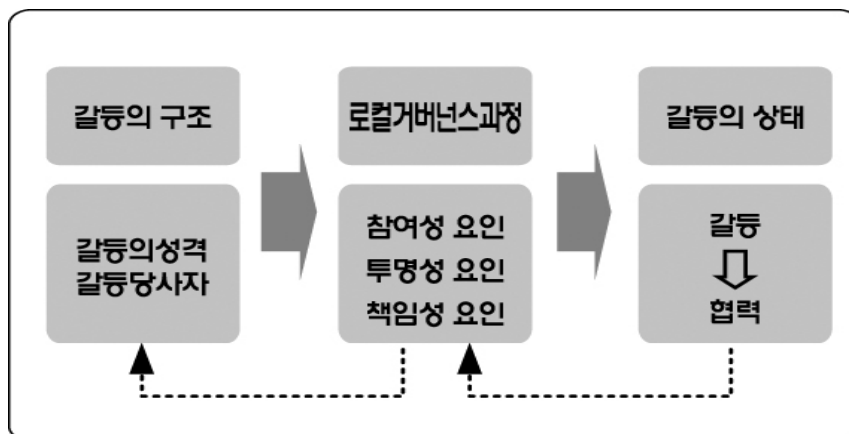 갈등의 구조
로컬거버넌스과정
갈등의 상태
갈등의성격
갈등당사자
참여성 요인
투명성 요인
책임성 요인
갈등
협력